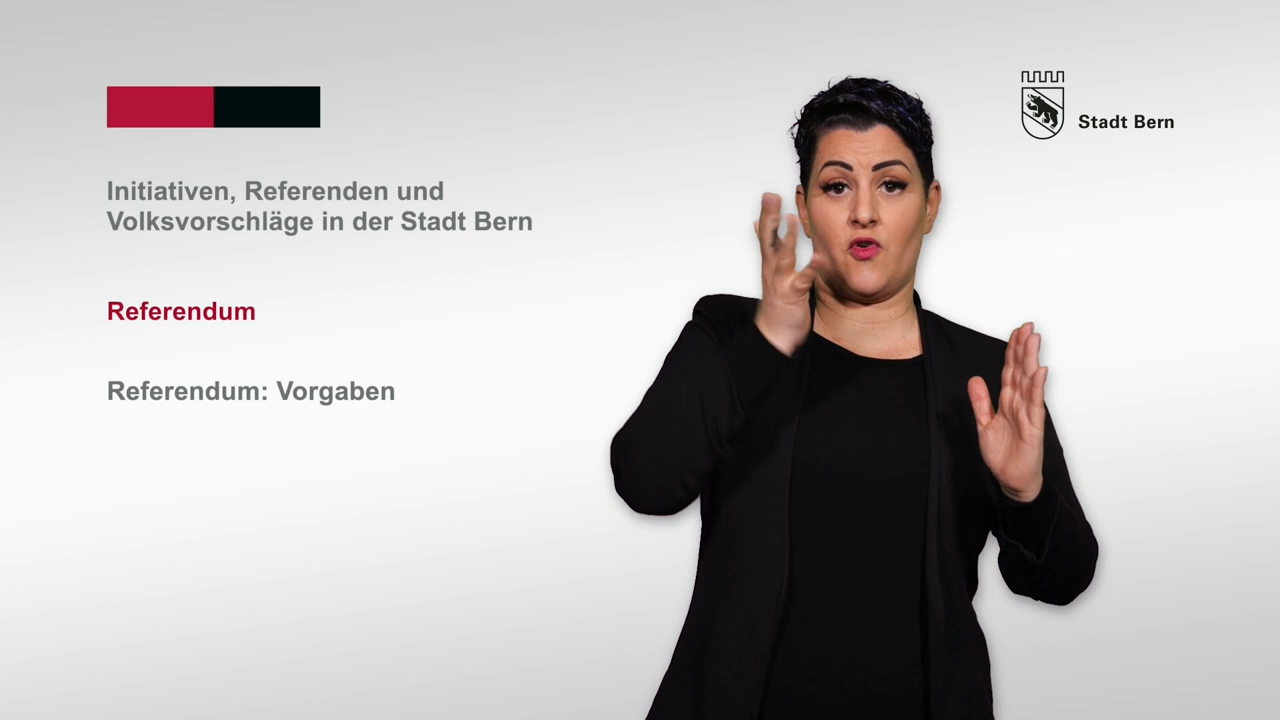 Initiativen, Referenden und
Volksvorschläge in der Stadt Bern
Referendum
Referendum: Vorgaben
Stadt Bern